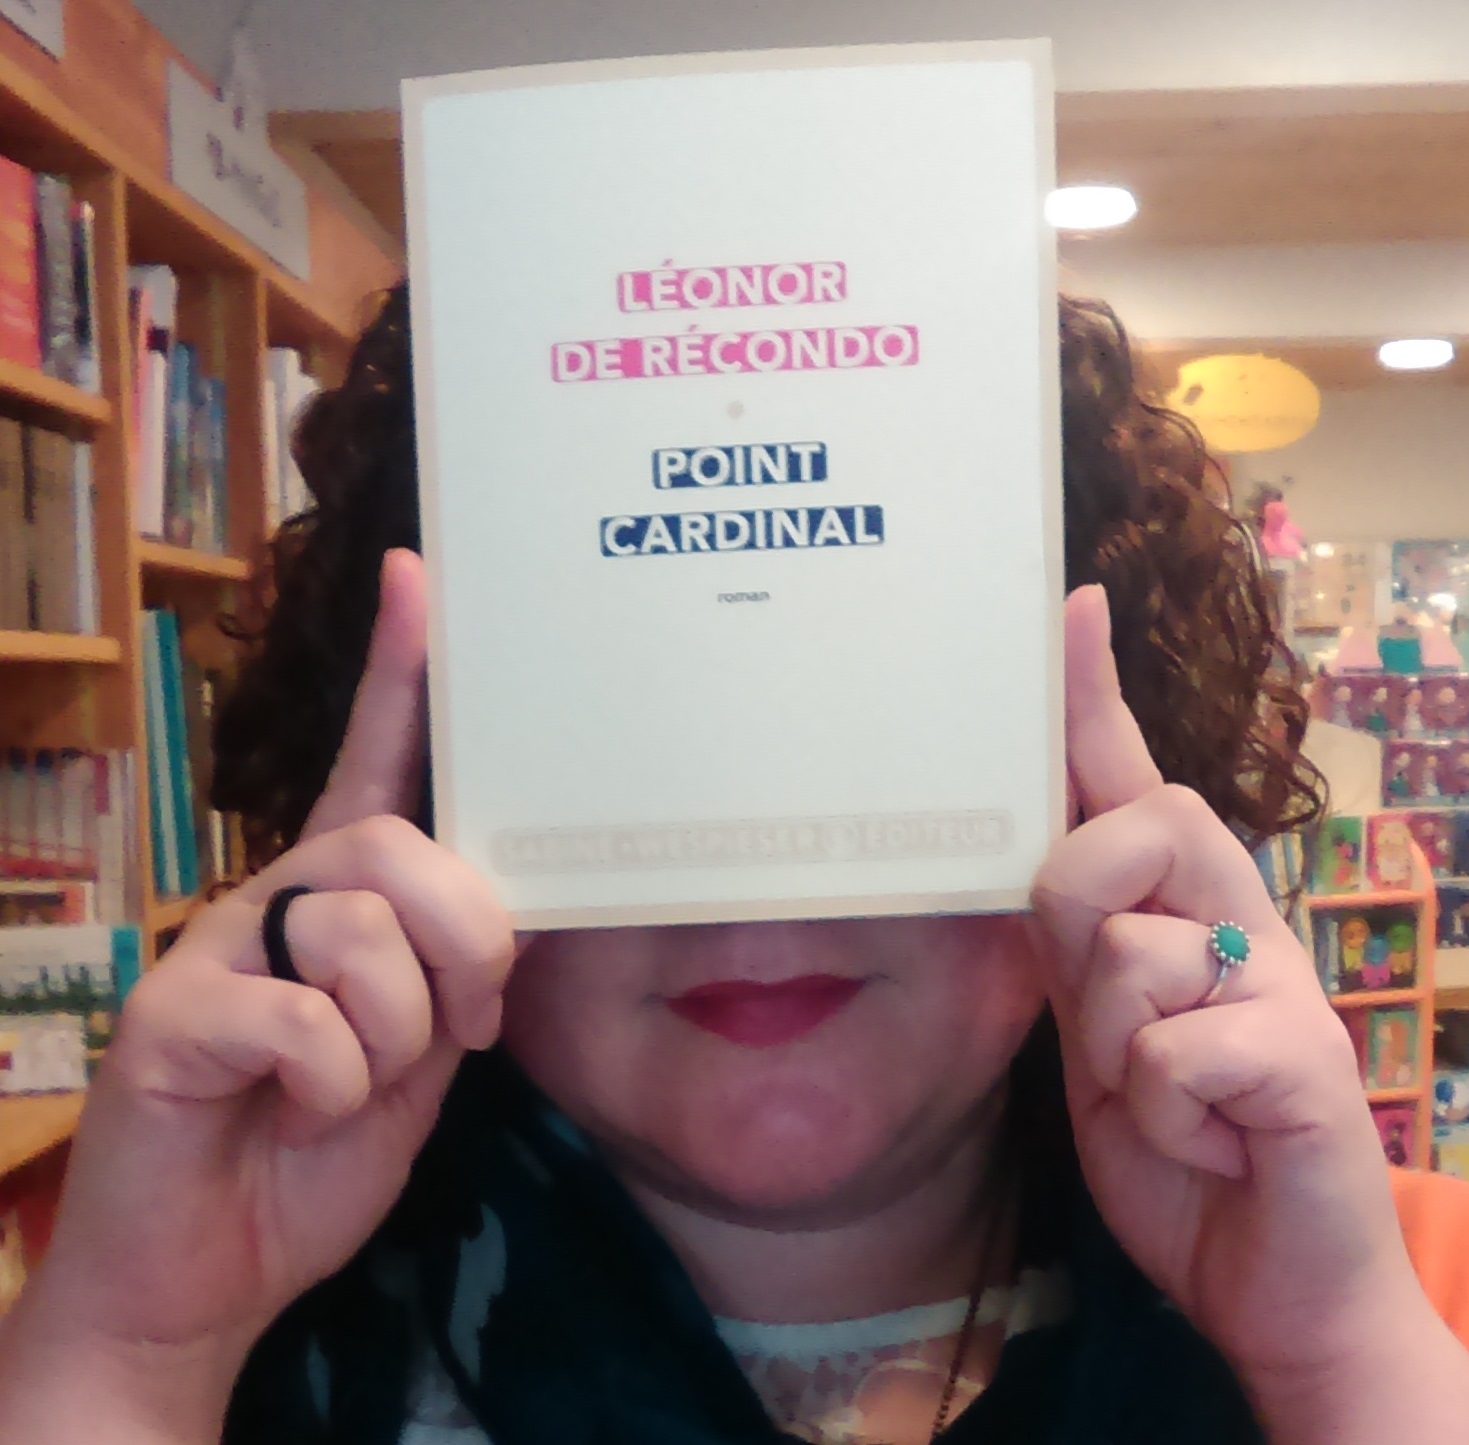 LÉONOR
DE RÉCONDO
POINT
CARDINAL
roman
SABINE WESPIESER ÉDITEUR